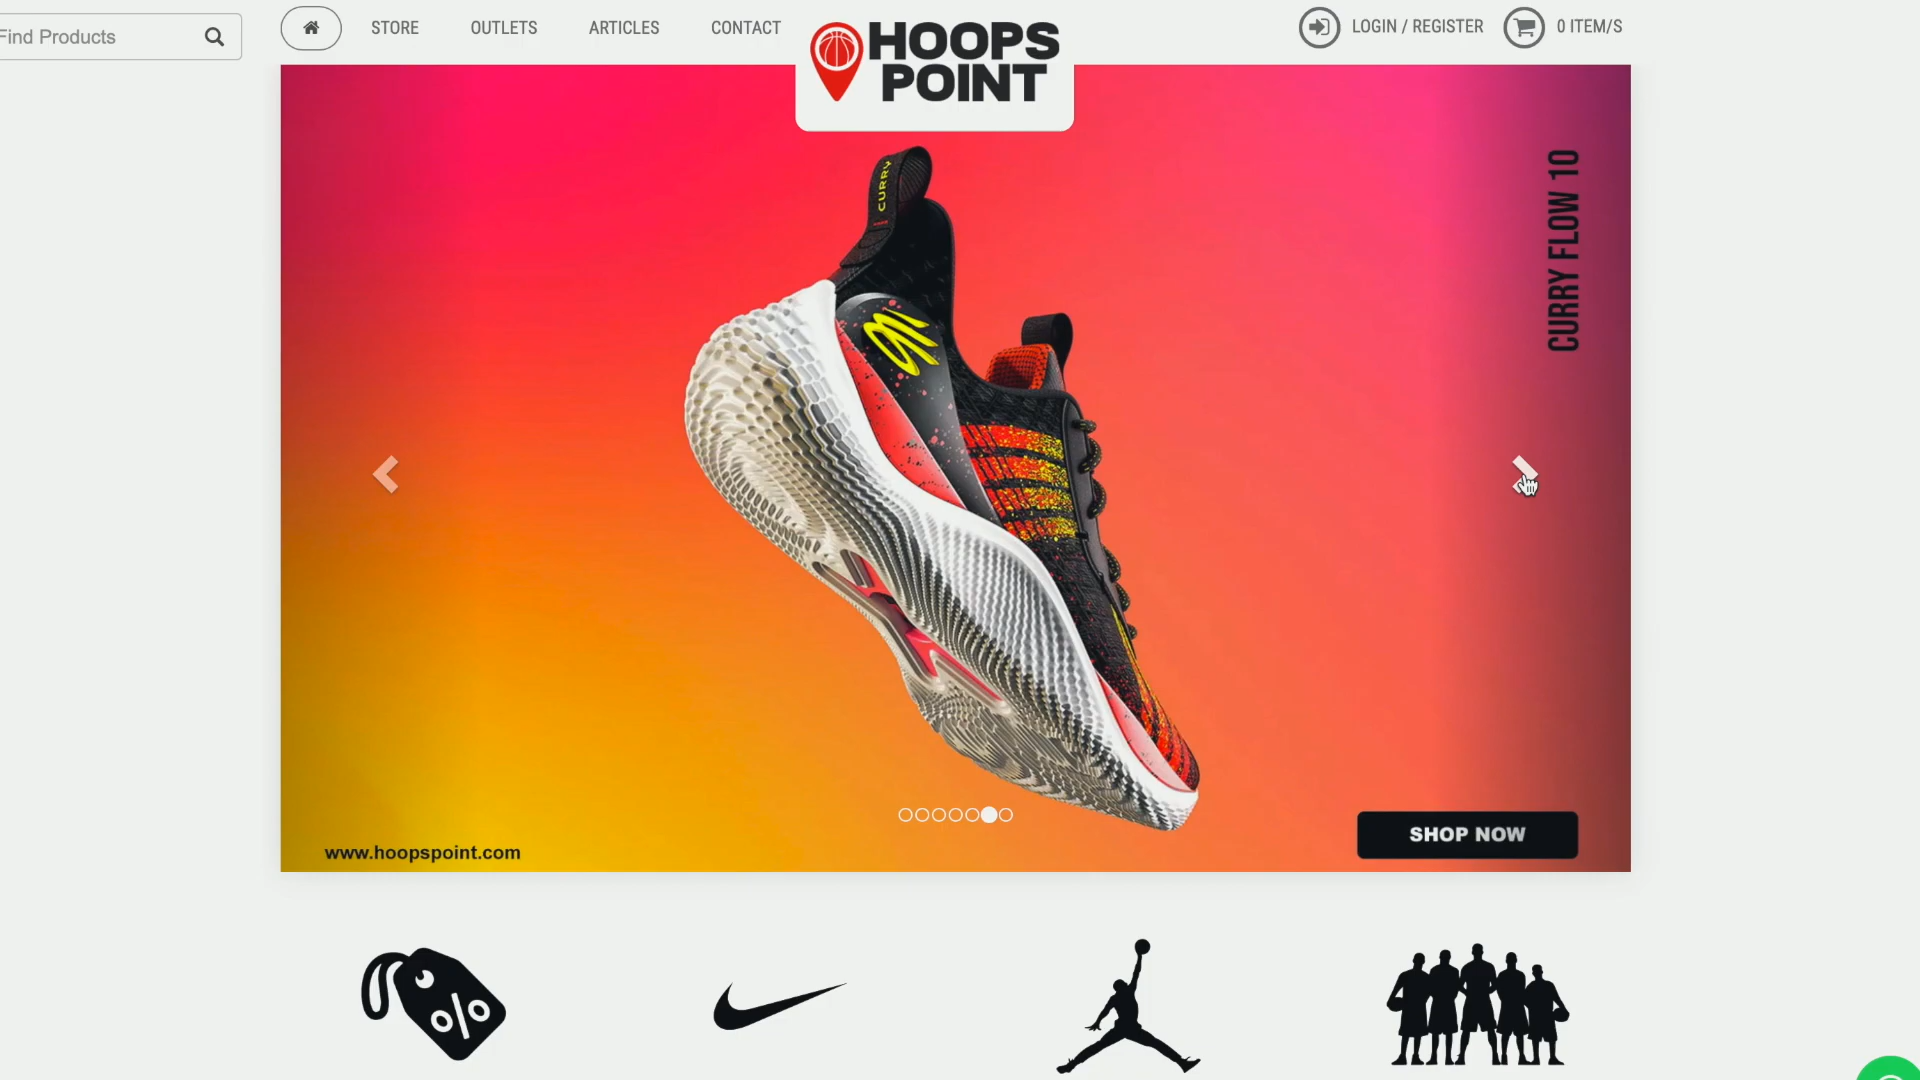 Find Products
STORE
OUTLETS
ARTICLES
CONTACT
HOOPS
POINT
LOGIN / REGISTER
0 ITEM/S
CURRY
CURRY FLOW 10
www.hoopspoint.com
SHOP NOW